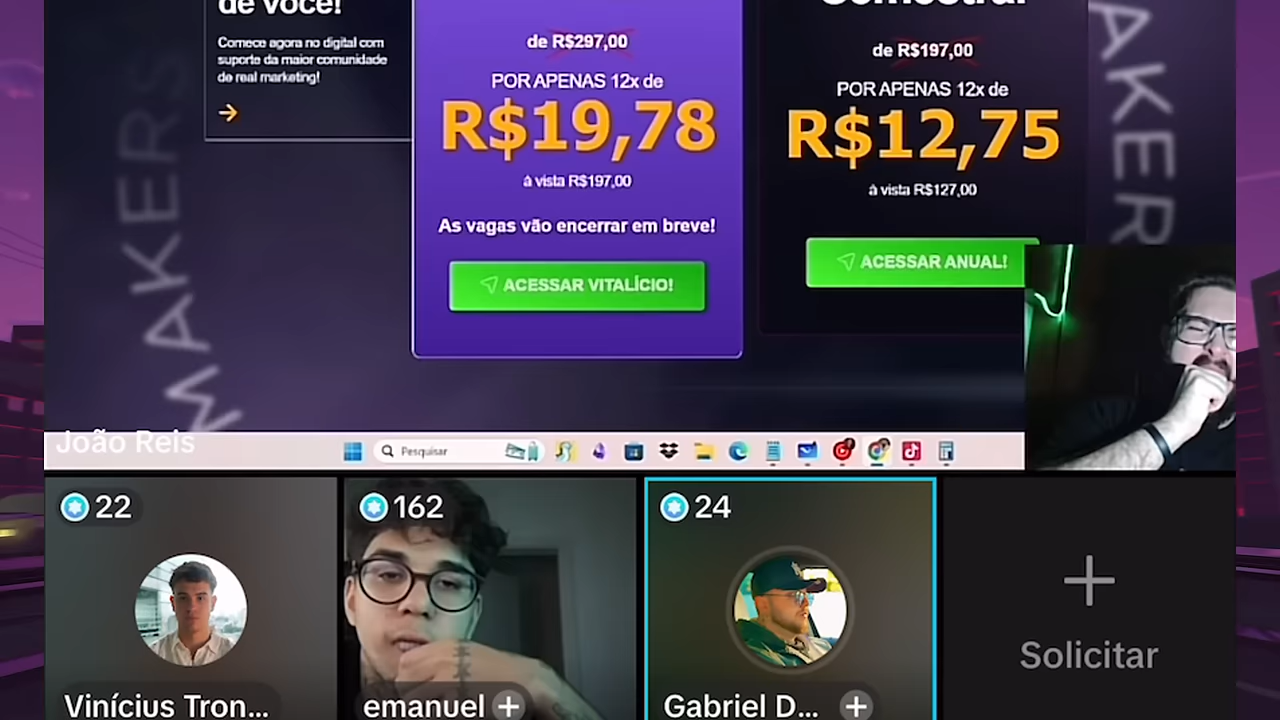 de você!
Comece agora no digital com
suporte da maior comunidade
de real marketing!
de R$297,00
POR APENAS 12x de
R$19,78
à vista R$197,00
As vagas vão encerrar em breve!
ACESSAR VITALÍCIO!
Semestral
de R$197,00
POR APENAS 12x de
R$12,75
à vista R$127,00
ACESSAR ANUAL!
MAKERS
AKER
João Reis
Pesquisar
22
Vinícius Tron...
162
emanuel
24
Gabriel D...
Solicitar